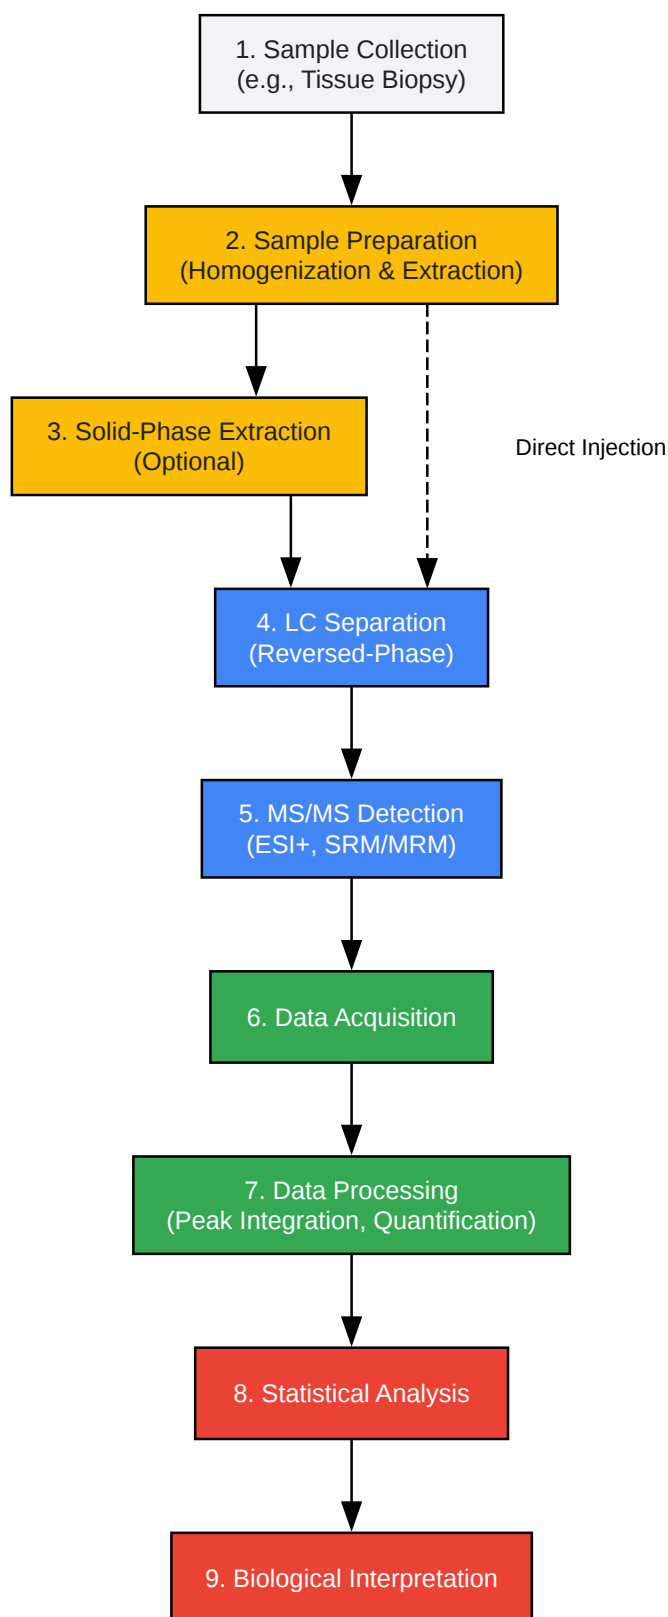 1. Sample Collection
(e.g., Tissue Biopsy)
2. Sample Preparation
(Homogenization & Extraction)
3. Solid-Phase Extraction
(Optional)
Direct Injection
4. LC Separation
(Reversed-Phase)
5. MS/MS Detection
(ESI+, SRM/MRM)
6. Data Acquisition
7. Data Processing
(Peak Integration, Quantification)
8. Statistical Analysis
9. Biological Interpretation